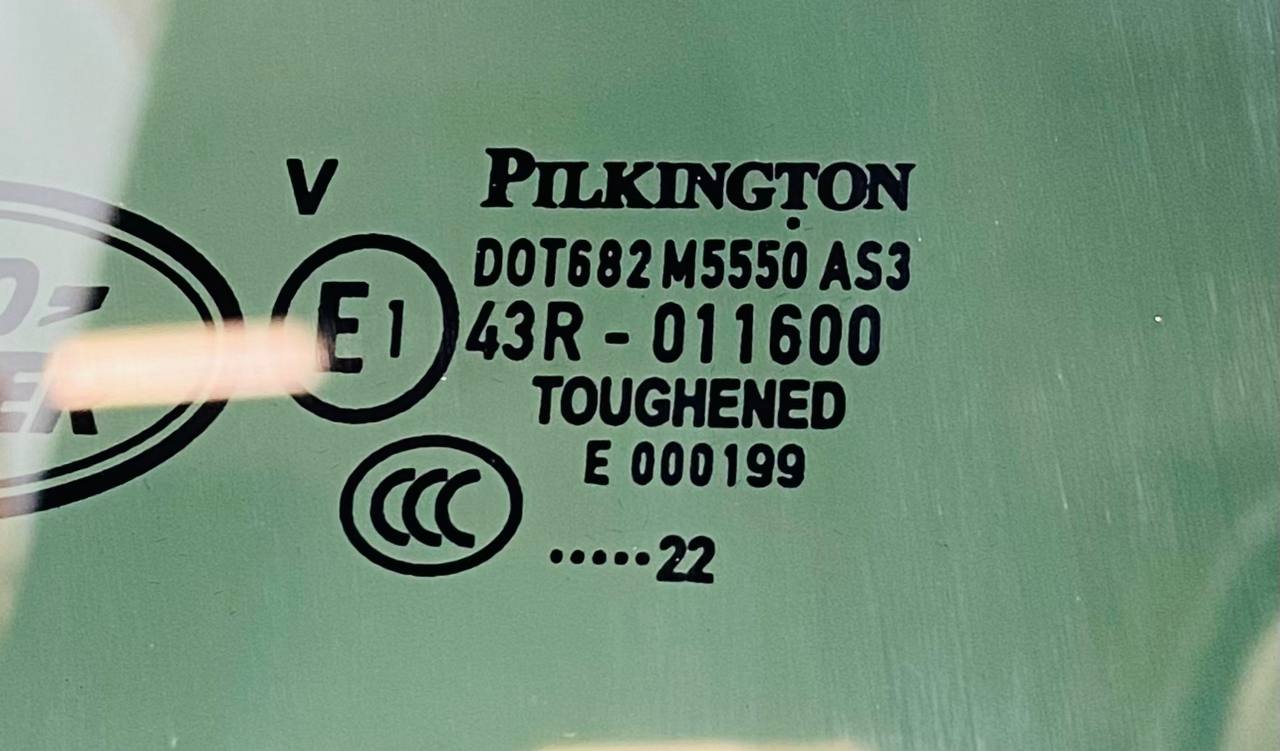 V
PILKINGTON
DOT682 M5550 AS3
E1
43R - 011600
TOUGHENED
E 000199
CCC
.....22